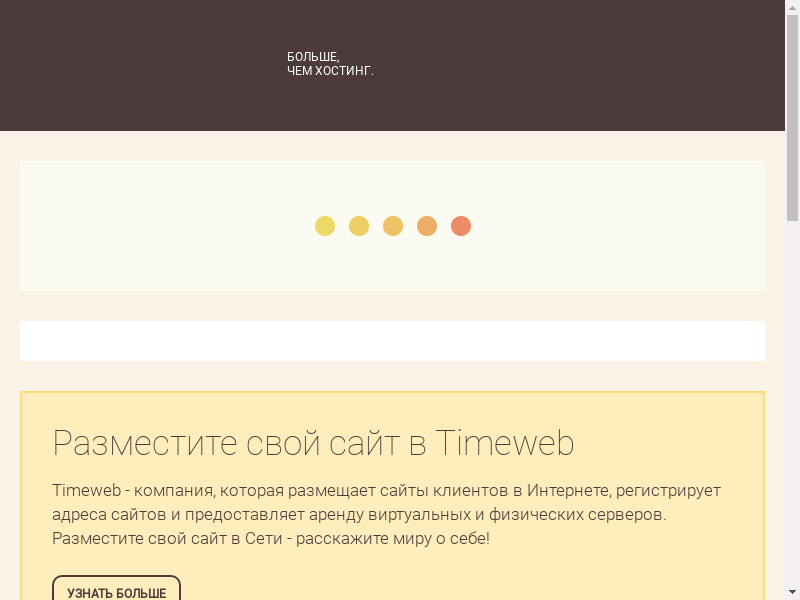 БОЛЬШЕ,
ЧЕМ ХОСТИНГ.
Разместите свой сайт в Timeweb
Timeweb - компания, которая размещает сайты клиентов в Интернете, регистрирует
адреса сайтов и предоставляет аренду виртуальных и физических серверов.
Разместите свой сайт в Сети - расскажите миру о себе!
УЗНАТЬ БОЛЬШЕ